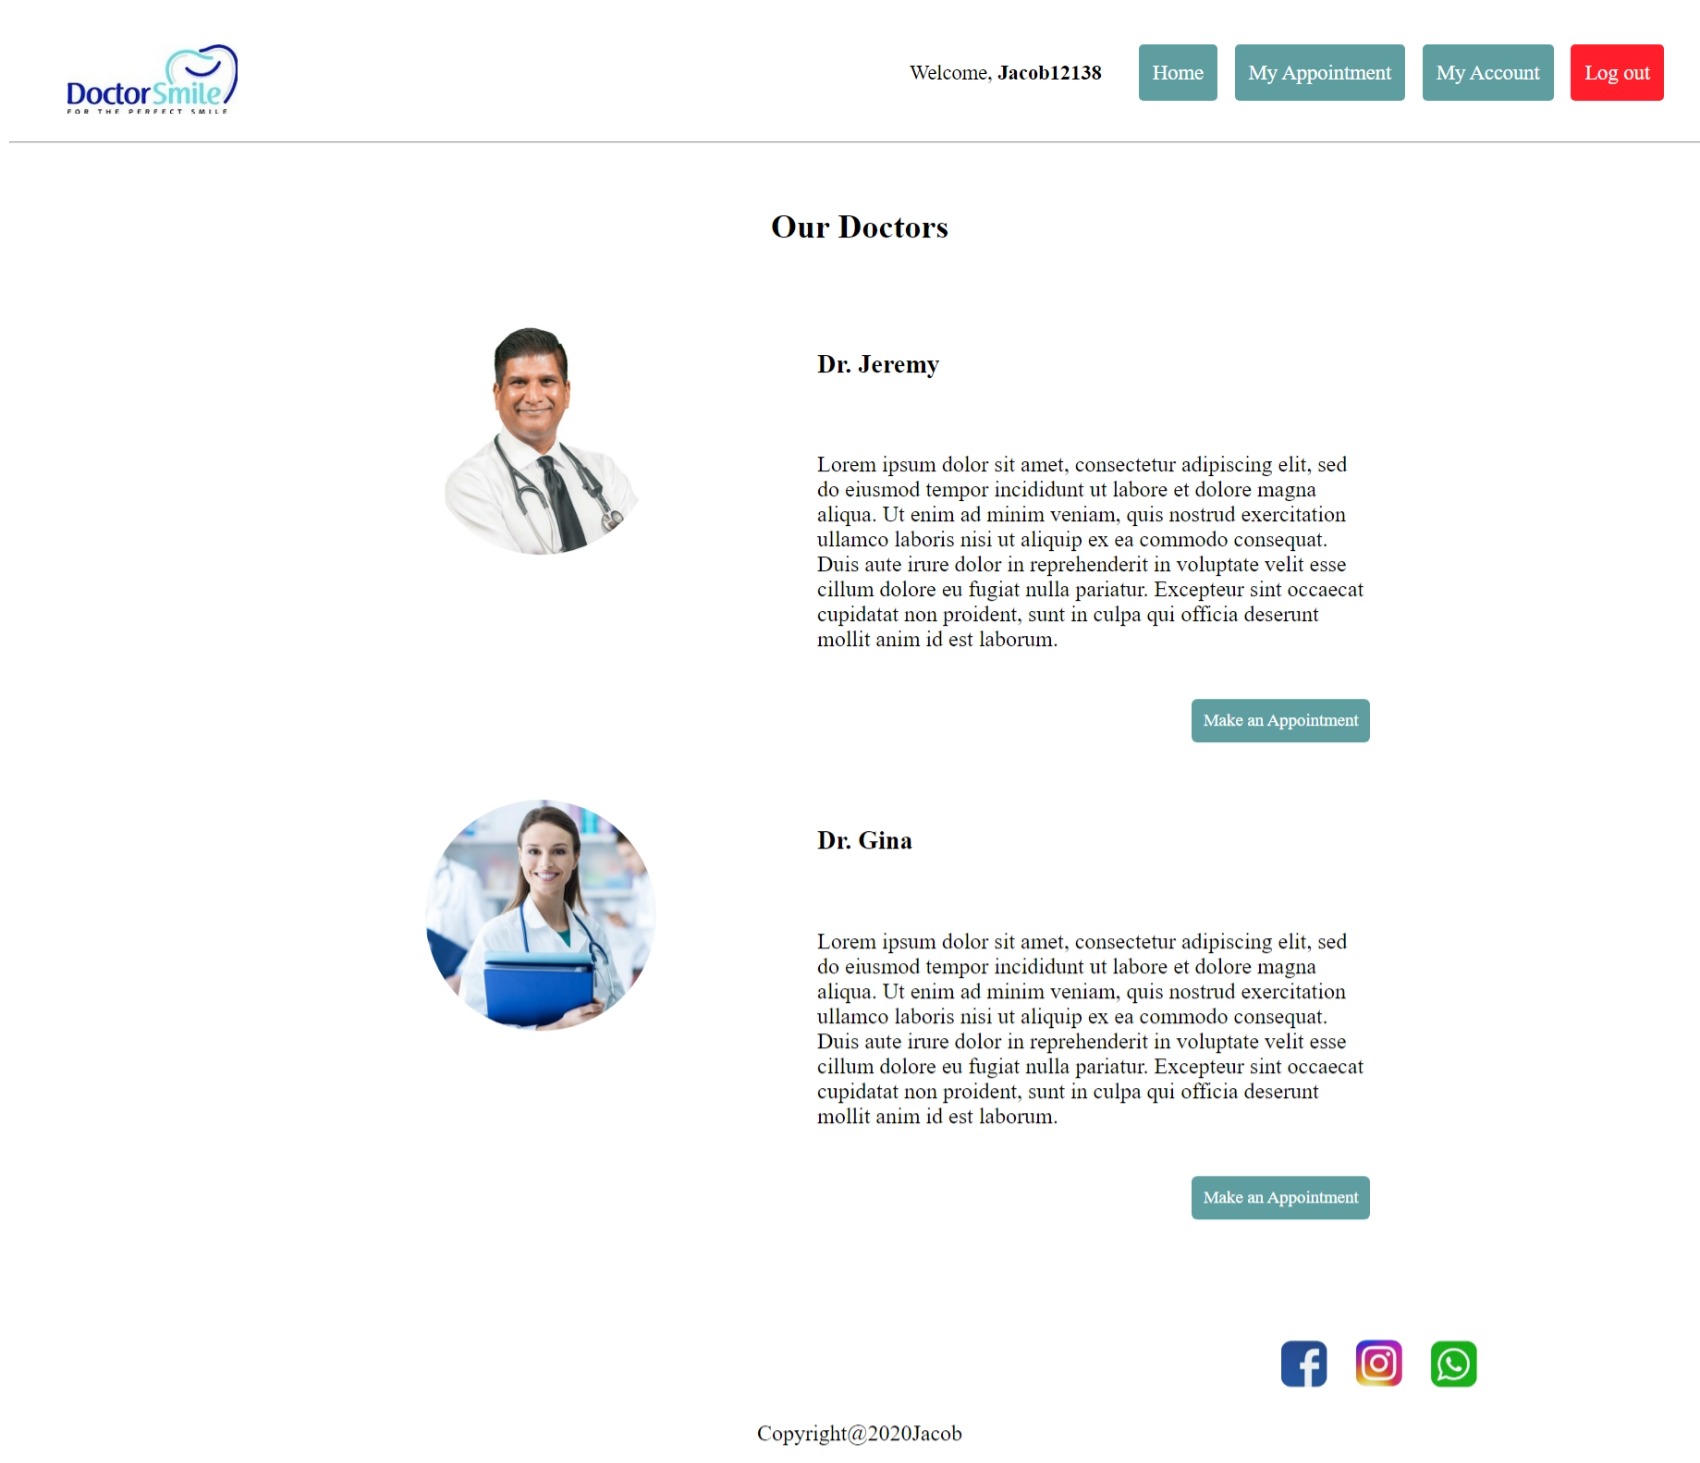 DoctorSmile
FOR THE PERFECT SMILE
Welcome, Jacob12138
Home
My Appointment
My Account
Log out
Our Doctors
Dr. Jeremy
Lorem ipsum dolor sit amet, consectetur adipiscing elit, sed
do eiusmod tempor incididunt ut labore et dolore magna
aliqua. Ut enim ad minim veniam, quis nostrud exercitation
ullamco laboris nisi ut aliquip ex ea commodo consequat.
Duis aute irure dolor in reprehenderit in voluptate velit esse
cillum dolore eu fugiat nulla pariatur. Excepteur sint occaecat
cupidatat non proident, sunt in culpa qui officia deserunt
mollit anim id est laborum.
Make an Appointment
Dr. Gina
Lorem ipsum dolor sit amet, consectetur adipiscing elit, sed
do eiusmod tempor incididunt ut labore et dolore magna
aliqua. Ut enim ad minim veniam, quis nostrud exercitation
ullamco laboris nisi ut aliquip ex ea commodo consequat.
Duis aute irure dolor in reprehenderit in voluptate velit esse
cillum dolore eu fugiat nulla pariatur. Excepteur sint occaecat
cupidatat non proident, sunt in culpa qui officia deserunt
mollit anim id est laborum.
Make an Appointment
Copyright@2020Jacob